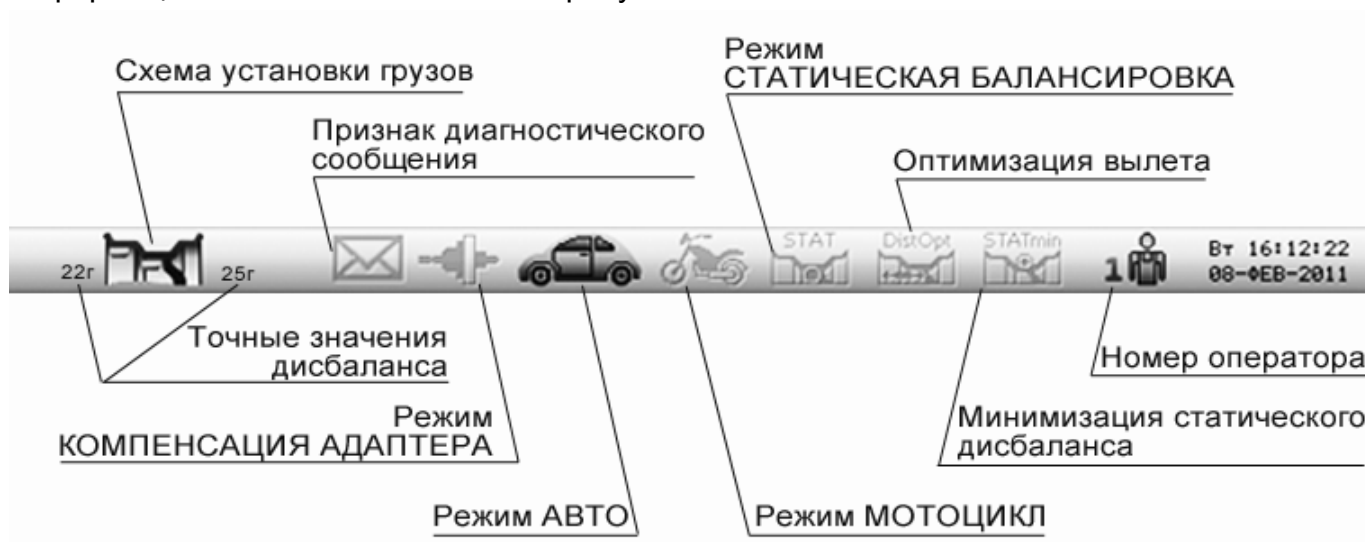 Режим
СТАТИЧЕСКАЯ БАЛАНСИРОВКА
Схема установки грузов
Признак диагностического
сообщения
Оптимизация вылета
STAT
DistOpt
STATmin
22г
25г
1
Вт 16:12:22
08-ФЕВ-2011
Точные значения
дисбаланса
Номер оператора
Режим
КОМПЕНСАЦИЯ АДАПТЕРА
Минимизация статического
дисбаланса
Режим АВТО
Режим МОТОЦИКЛ